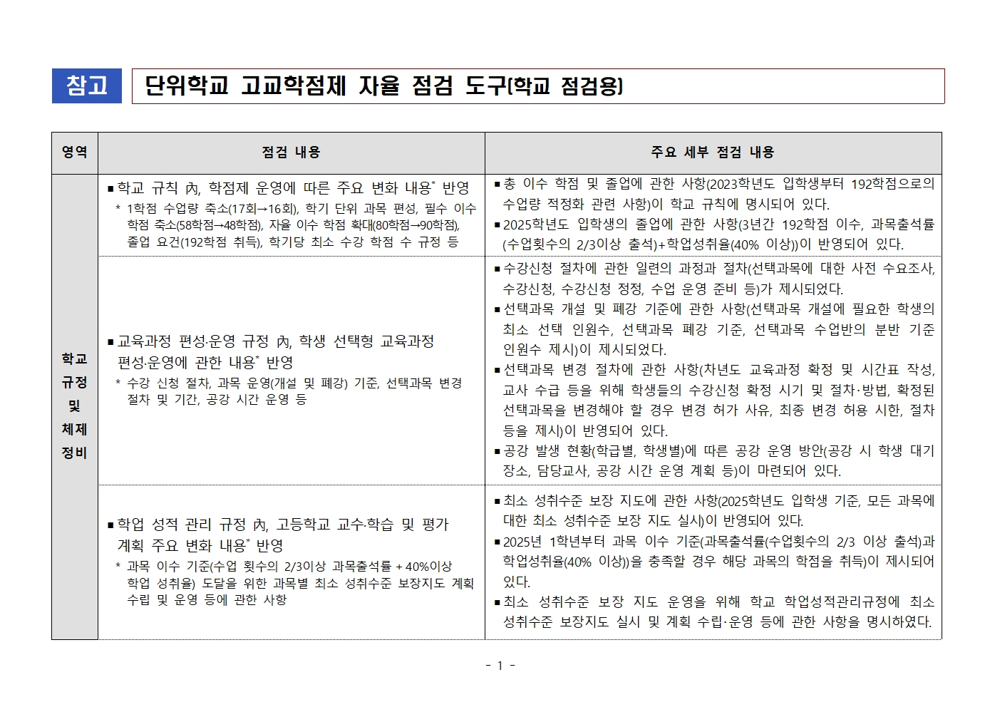 참고
단위학교 고교학점제 자율 점검 도구(학교 점검용)
영역
점검 내용
주요 세부 점검 내용
학교
규정
및
체제
정비
■ 학교 규칙 內, 학점제 운영에 따른 주요 변화 내용* 반영
* 1학점 수업량 축소(17회→16회), 학기 단위 과목 편성, 필수 이수
학점 축소(58학점→48학점), 자율 이수 학점 확대(80학점→90학점),
졸업 요건(192학점 취득), 학기당 최소 수강 학점 수 규정 등
■ 총 이수 학점 및 졸업에 관한 사항(2023학년도 입학생부터 192학점으로의
수업량 적정화 관련 사항)이 학교 규칙에 명시되어 있다.
■ 2025학년도 입학생의 졸업에 관한 사항(3년간 192학점 이수, 과목출석률
(수업횟수의 2/3이상 출석)+학업성취율(40% 이상))이 반영되어 있다.
■ 교육과정 편성·운영 규정 內, 학생 선택형 교육과정
편성·운영에 관한 내용* 반영
* 수강 신청 절차, 과목 운영(개설 및 폐강) 기준, 선택과목 변경
절차 및 기간, 공강 시간 운영 등
■ 수강신청 절차에 관한 일련의 과정과 절차(선택과목에 대한 사전 수요조사,
수강신청, 수강신청 정정, 수업 운영 준비 등)가 제시되었다.
■ 선택과목 개설 및 폐강 기준에 관한 사항(선택과목 개설에 필요한 학생의
최소 선택 인원수, 선택과목 폐강 기준, 선택과목 수업반의 분반 기준
인원수 제시)이 제시되었다.
■ 선택과목 변경 절차에 관한 사항(차년도 교육과정 확정 및 시간표 작성,
교사 수급 등을 위해 학생들의 수강신청 확정 시기 및 절차·방법, 확정된
선택과목을 변경해야 할 경우 변경 허가 사유, 최종 변경 허용 시한, 절차
등을 제시)이 반영되어 있다.
■ 공강 발생 현황(학급별, 학생별)에 따른 공강 운영 방안(공강 시 학생 대기
장소, 담당교사, 공강 시간 운영 계획 등)이 마련되어 있다.
■ 학업 성적 관리 규정 內, 고등학교 교수·학습 및 평가
계획 주요 변화 내용* 반영
* 과목 이수 기준(수업 횟수의 2/3이상 과목출석률 + 40%이상
학업 성취율) 도달을 위한 과목별 최소 성취수준 보장지도 계획
수립 및 운영 등에 관한 사항
■ 최소 성취수준 보장 지도에 관한 사항(2025학년도 입학생 기준, 모든 과목에
대한 최소 성취수준 보장 지도 실시)이 반영되어 있다.
■ 2025년 1학년부터 과목 이수 기준(과목출석률(수업횟수의 2/3 이상 출석)과
학업성취율(40% 이상))을 충족할 경우 해당 과목의 학점을 취득)이 제시되어
있다.
■ 최소 성취수준 보장 지도 운영을 위해 학교 학업성적관리규정에 최소
성취수준 보장지도 실시 및 계획 수립·운영 등에 관한 사항을 명시하였다.
- 1 -